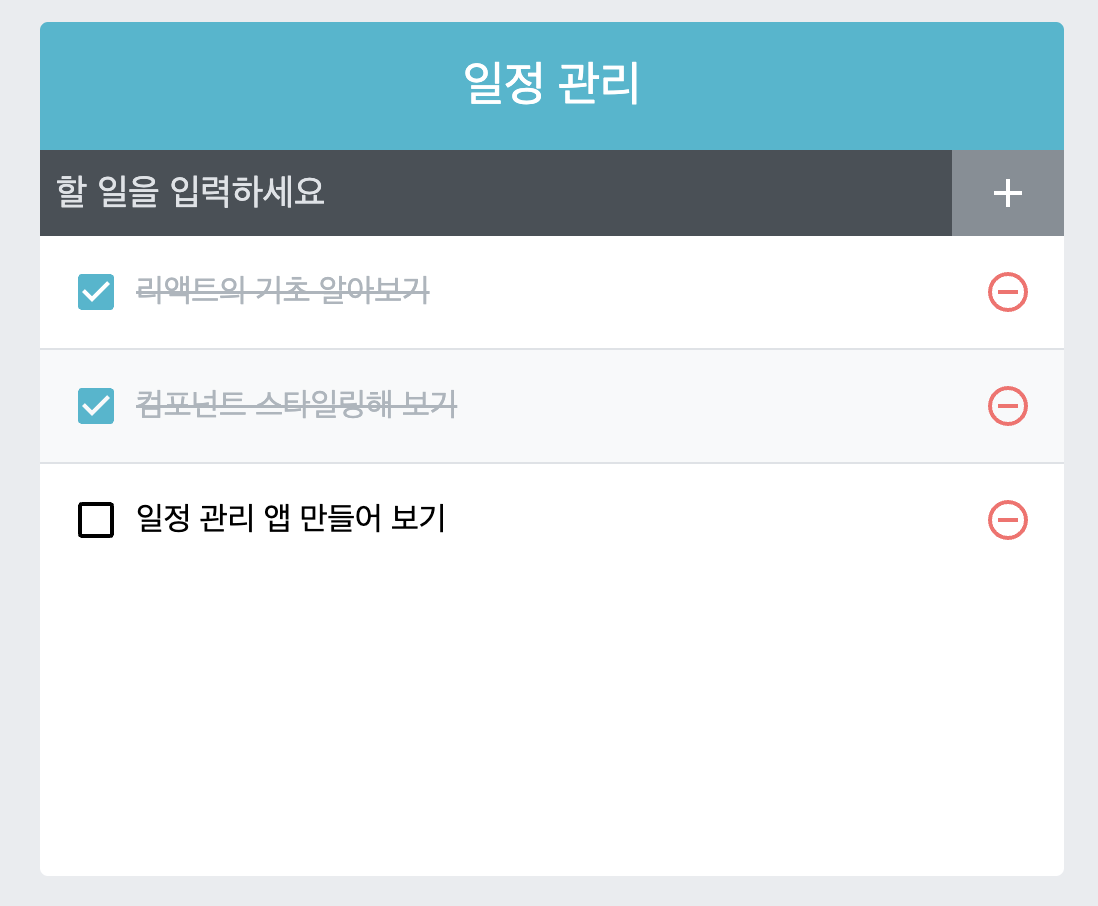 일정 관리
할 일을 입력하세요
리액트의 기초 알아보기
컴포넌트 스타일링해 보기
일정 관리 앱 만들어 보기